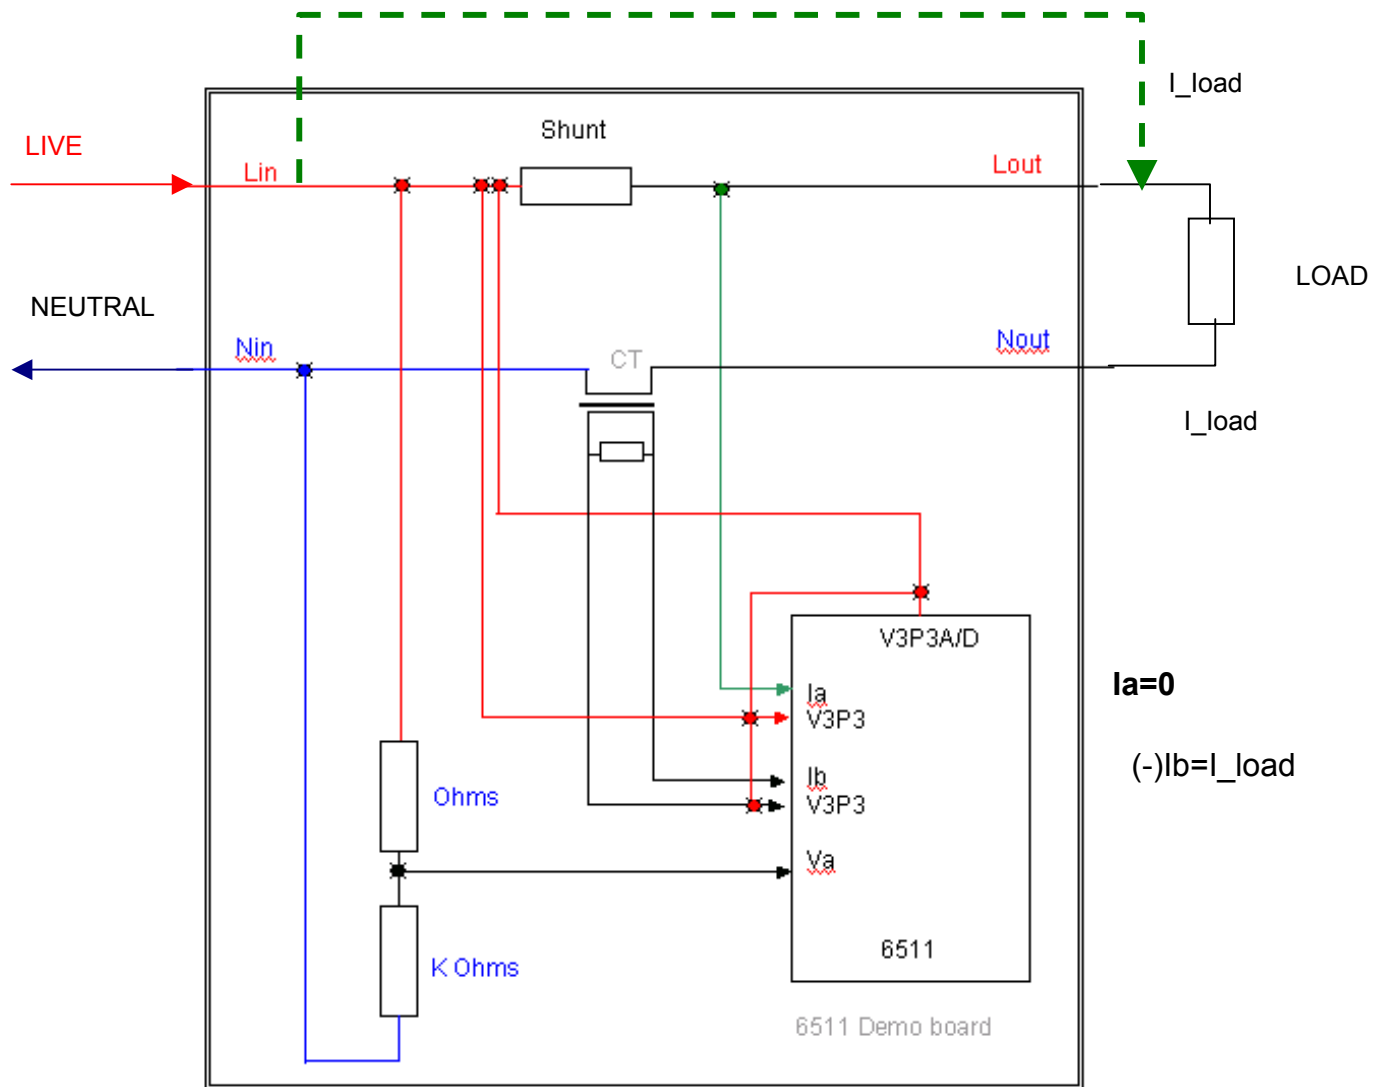 I_load
Shunt
LIVE
Lin
Lout
LOAD
NEUTRAL
Nin
CT
Nout
I_load
V3P3A/D
Ia
V3P3
Ia=0
(-)Ib=I_load
Ib
V3P3
Ohms
Va
6511
K Ohms
6511 Demo board